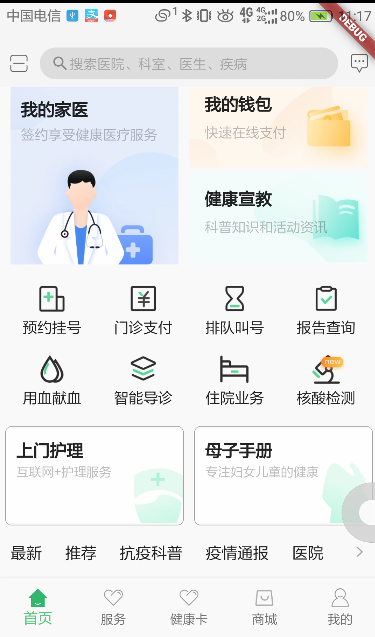 中国电信 1 4G 4G 2G 80% 11:17
DEBUG
搜索医院、科室、医生、疾病
我的家医
签约享受健康医疗服务
我的钱包
快速在线支付
健康宣教
科普知识和活动资讯
预约挂号 门诊支付 排队叫号 报告查询
new
用血献血 智能导诊 住院业务 核酸检测
上门护理
互联网+护理服务
母子手册
专注妇女儿童的健康
最新 推荐 抗疫科普 疫情通报 医院
首页 服务 健康卡 商城 我的